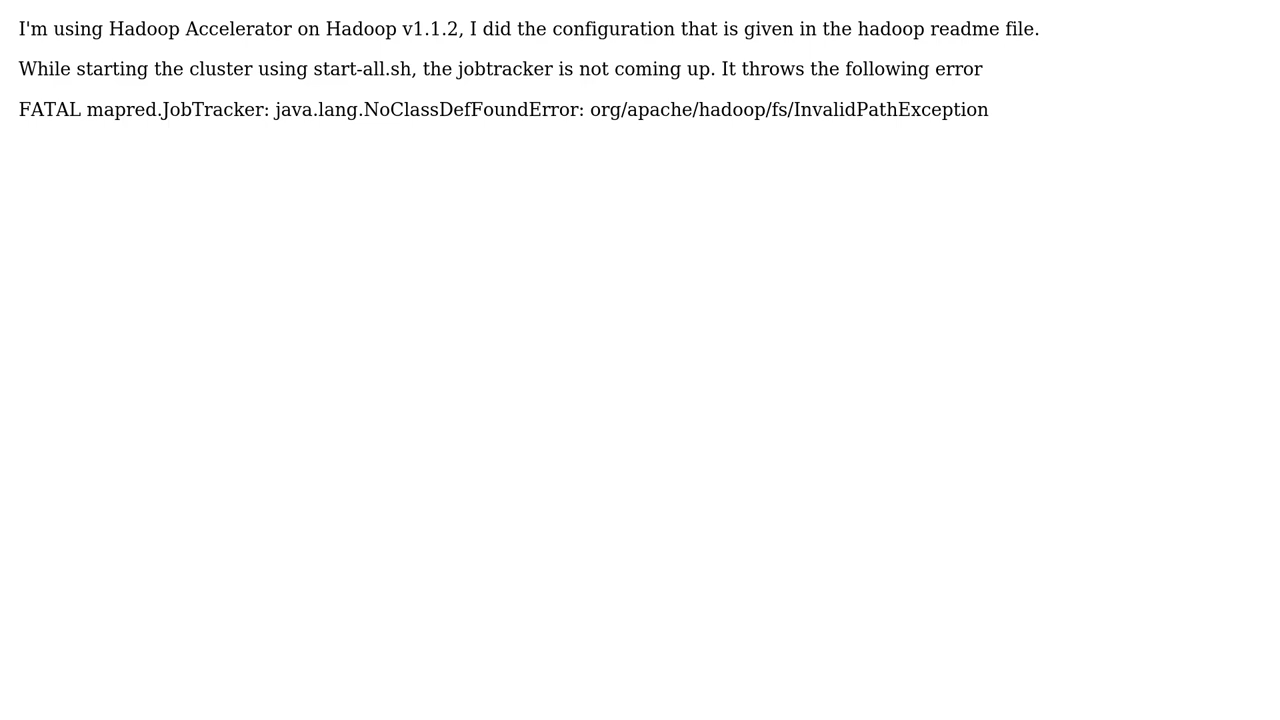 I'm using Hadoop Accelerator on Hadoop v1.1.2, I did the configuration that is given in the hadoop readme file.
While starting the cluster using start-all.sh, the jobtracker is not coming up. It throws the following error
FATAL mapred.JobTracker: java.lang.NoClassDefFoundError: org/apache/hadoop/fs/InvalidPathException